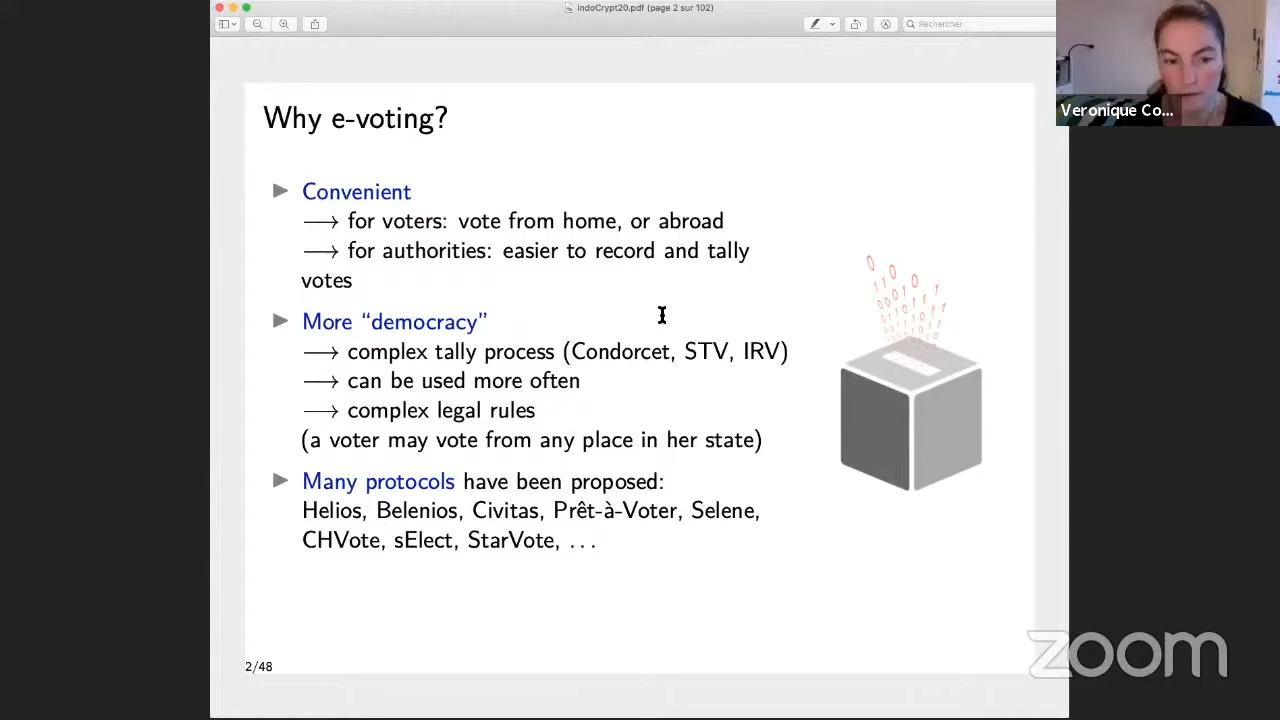 IndoCrypt20.pdf (page 2 sur 102)
Rechercher
Veronique Co...
Why e-voting?
▶ Convenient
⟶ for voters: vote from home, or abroad
⟶ for authorities: easier to record and tally
votes
▶ More “democracy”
⟶ complex tally process (Condorcet, STV, IRV)
⟶ can be used more often
⟶ complex legal rules
(a voter may vote from any place in her state)
▶ Many protocols have been proposed:
Helios, Belenios, Civitas, Prêt-à-Voter, Selene,
CHVote, sElect, StarVote, ...
2/48
zoom